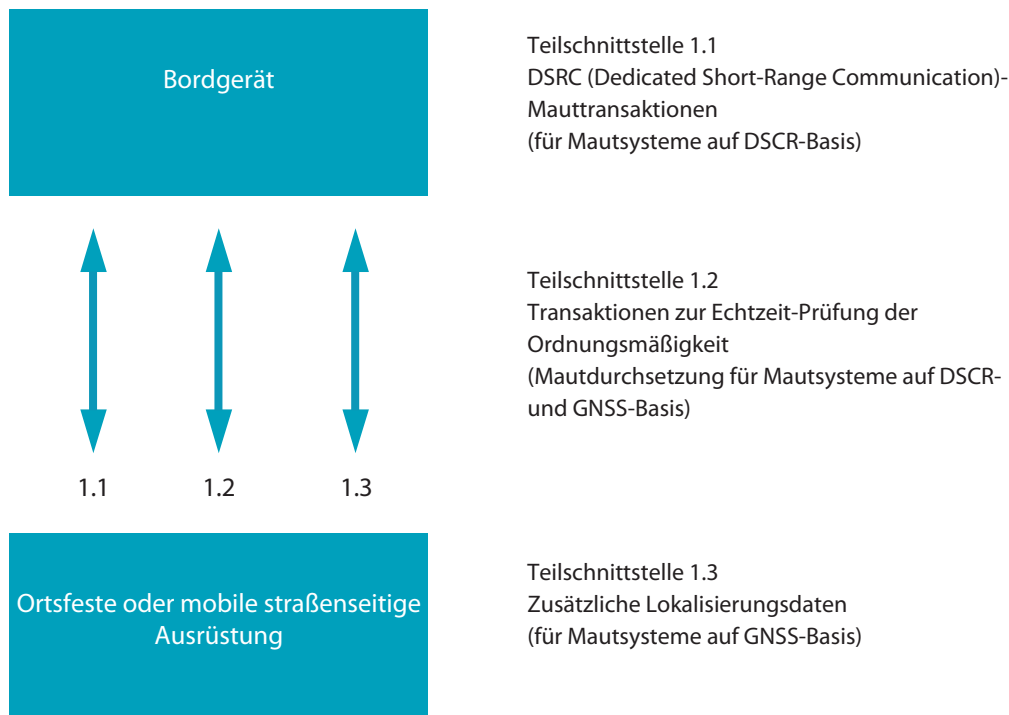 Bordgerät
Teilschnittstelle 1.1
DSRC (Dedicated Short-Range Communication)-
Mauttransaktionen
(für Mautsysteme auf DSCR-Basis)
Teilschnittstelle 1.2
Transaktionen zur Echtzeit-Prüfung der
Ordnungsmäßigkeit
(Mautdurchsetzung für Mautsysteme auf DSCR-
und GNSS-Basis)
1.1 1.2 1.3
Ortsfeste oder mobile straßenseitige
Ausrüstung
Teilschnittstelle 1.3
Zusätzliche Lokalisierungsdaten
(für Mautsysteme auf GNSS-Basis)